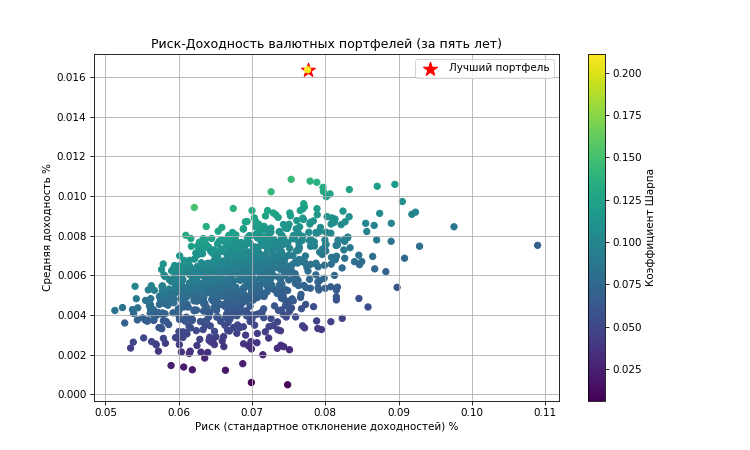 Риск-Доходность валютных портфелей (за пять лет)
Лучший портфель
Средняя доходность %
0.016
0.014
0.012
0.010
0.008
0.006
0.004
0.002
0.000
0.05 0.06 0.07 0.08 0.09 0.10 0.11
Риск (стандартное отклонение доходностей) %
0.200
0.175
0.150
0.125
0.100
0.075
0.050
0.025
Коэффициент Шарпа